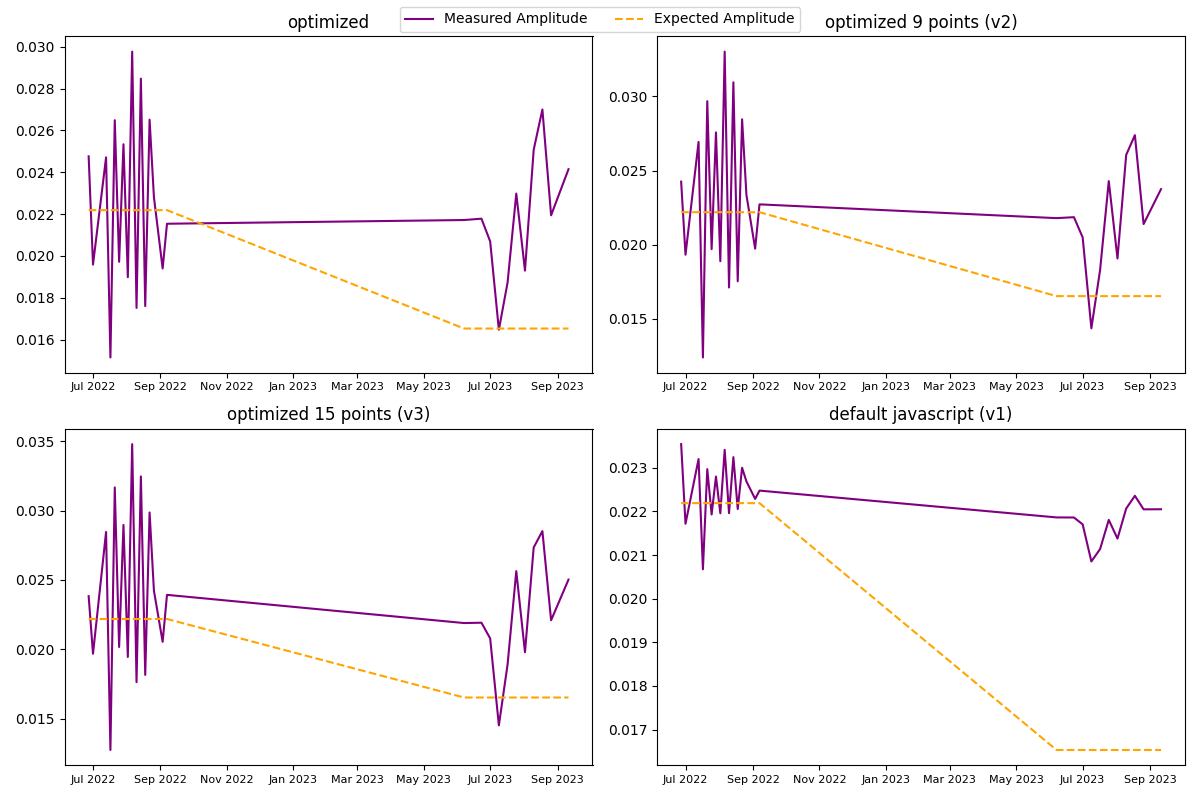 Measured Amplitude Expected Amplitude
optimized
0.030
0.028
0.026
0.024
0.022
0.020
0.018
0.016
Jul 2022 Sep 2022 Nov 2022 Jan 2023 Mar 2023 May 2023 Jul 2023 Sep 2023
optimized 9 points (v2)
0.030
0.025
0.020
0.015
Jul 2022 Sep 2022 Nov 2022 Jan 2023 Mar 2023 May 2023 Jul 2023 Sep 2023
optimized 15 points (v3)
0.035
0.030
0.025
0.020
0.015
Jul 2022 Sep 2022 Nov 2022 Jan 2023 Mar 2023 May 2023 Jul 2023 Sep 2023
default javascript (v1)
0.023
0.022
0.021
0.020
0.019
0.018
0.017
Jul 2022 Sep 2022 Nov 2022 Jan 2023 Mar 2023 May 2023 Jul 2023 Sep 2023